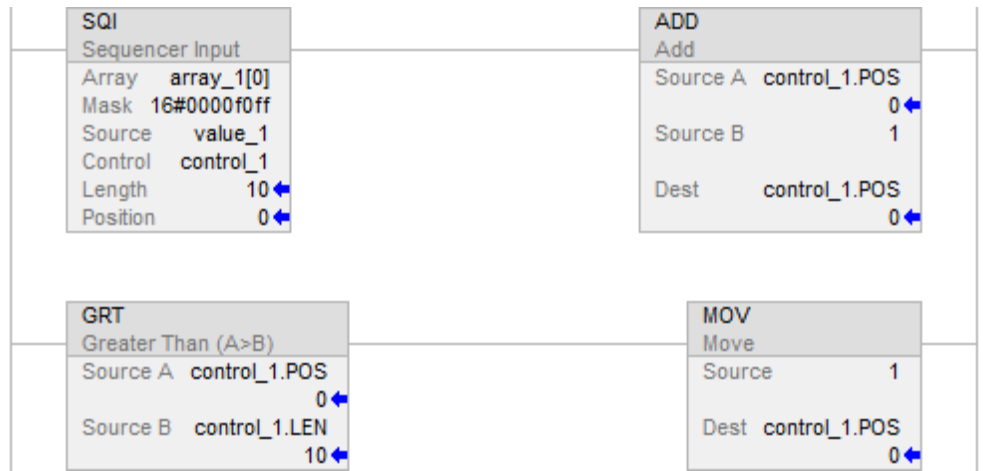 SQI
Sequencer Input
Array array_1[0]
Mask 16#0000f0ff
Source value_1
Control control_1
Length 10
Position 0
ADD
Add
Source A control_1.POS
0
Source B 1
Dest control_1.POS
0
GRT
Greater Than (A>B)
Source A control_1.POS
0
Source B control_1.LEN
10
MOV
Move
Source 1
Dest control_1.POS
0